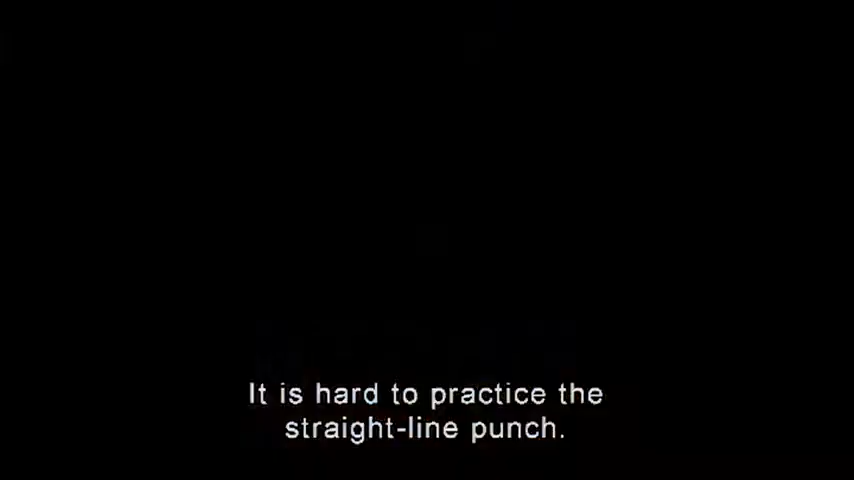 It is hard to practice the
straight-line punch.